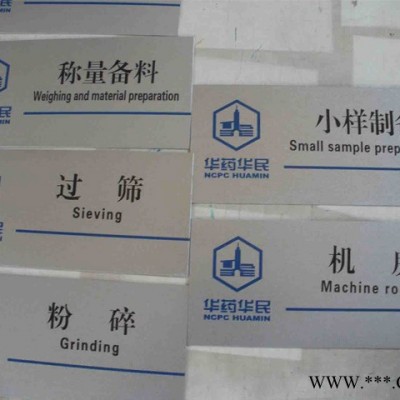 称量备料
Weighing and material preparation
过 筛
Sieving
粉 碎
Grinding
小样制
Small sample prep
华药华民
NCPC HUAMIN
机
Machine ro
华药华民
NCPC HUAMIN
www.***.c